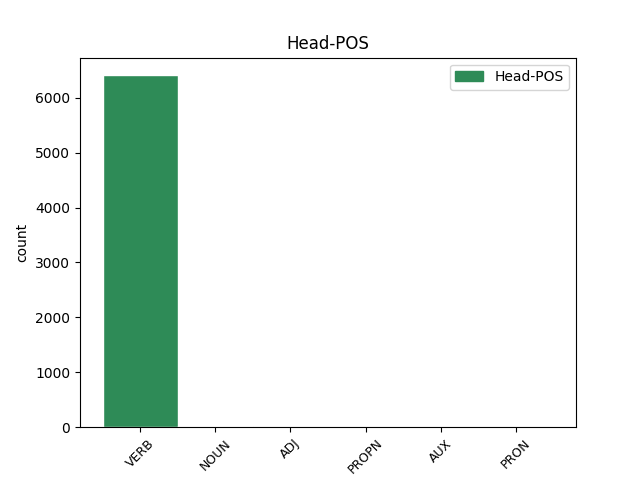 Head-POS
Head-POS
6000
5000
4000
3000
2000
1000
0
count
VERB
NOUN
ADJ
PROPN
AUX
PRON